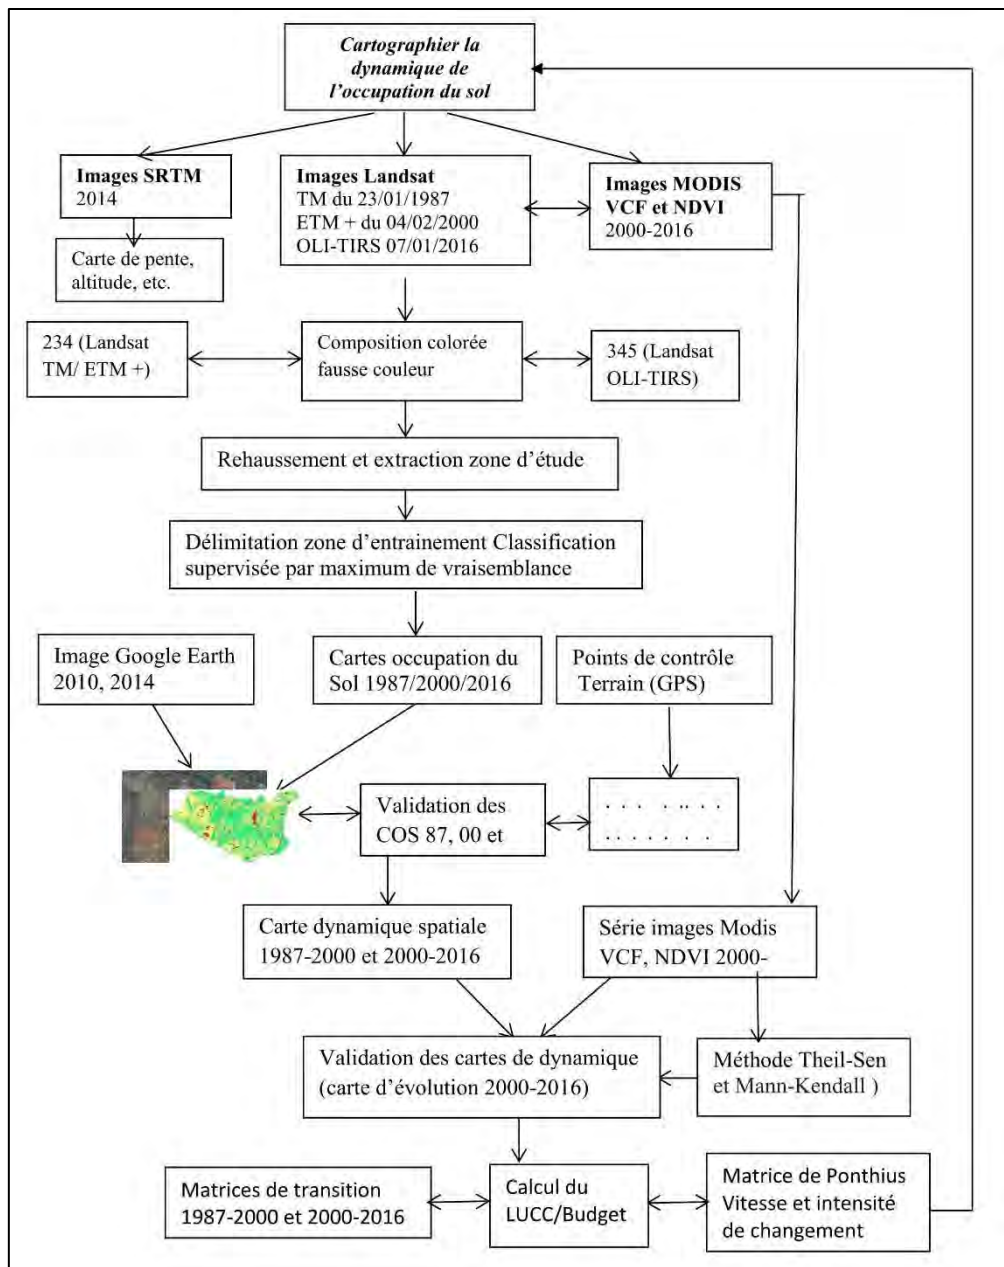 Cartographier la
dynamique de
l'occupation du sol
Images SRTM
2014
Images Landsat
TM du 23/01/1987
ETM + du 04/02/2000
OLI-TIRS 07/01/2016
Images MODIS
VCF et NDVI
2000-2016
Carte de pente,
altitude, etc.
234 (Landsat
TM/ ETM +)
Composition colorée
fausse couleur
345 (Landsat
OLI-TIRS)
Rehaussement et extraction zone d'étude
Délimitation zone d'entrainement Classification
supervisée par maximum de vraisemblance
Image Google Earth
2010, 2014
Cartes occupation du
Sol 1987/2000/2016
Points de contrôle
Terrain (GPS)
Validation des
COS 87, 00 et
Carte dynamique spatiale
1987-2000 et 2000-2016
Série images Modis
VCF, NDVI 2000-
Validation des cartes de dynamique
(carte d'évolution 2000-2016)
Méthode Theil-Sen
et Mann-Kendall )
Matrices de transition
1987-2000 et 2000-2016
Calcul du
LUCC/Budget
Matrice de Ponthius
Vitesse et intensité
de changement